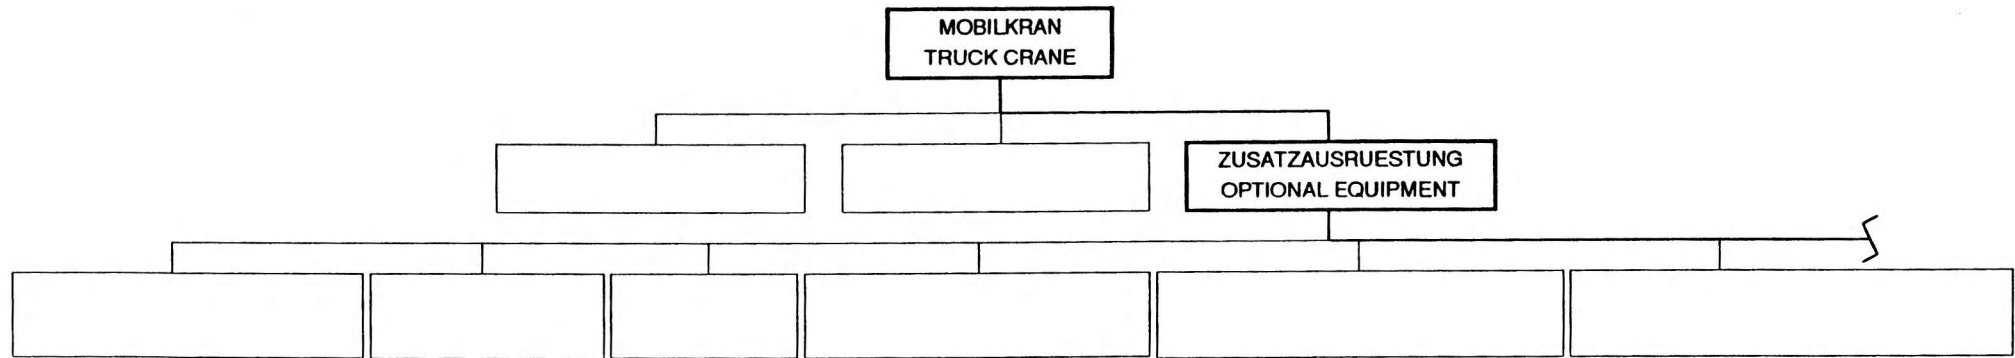 MOBILKRAN
TRUCK CRANE
ZUSATZAUSRUESTUNG
OPTIONAL EQUIPMENT